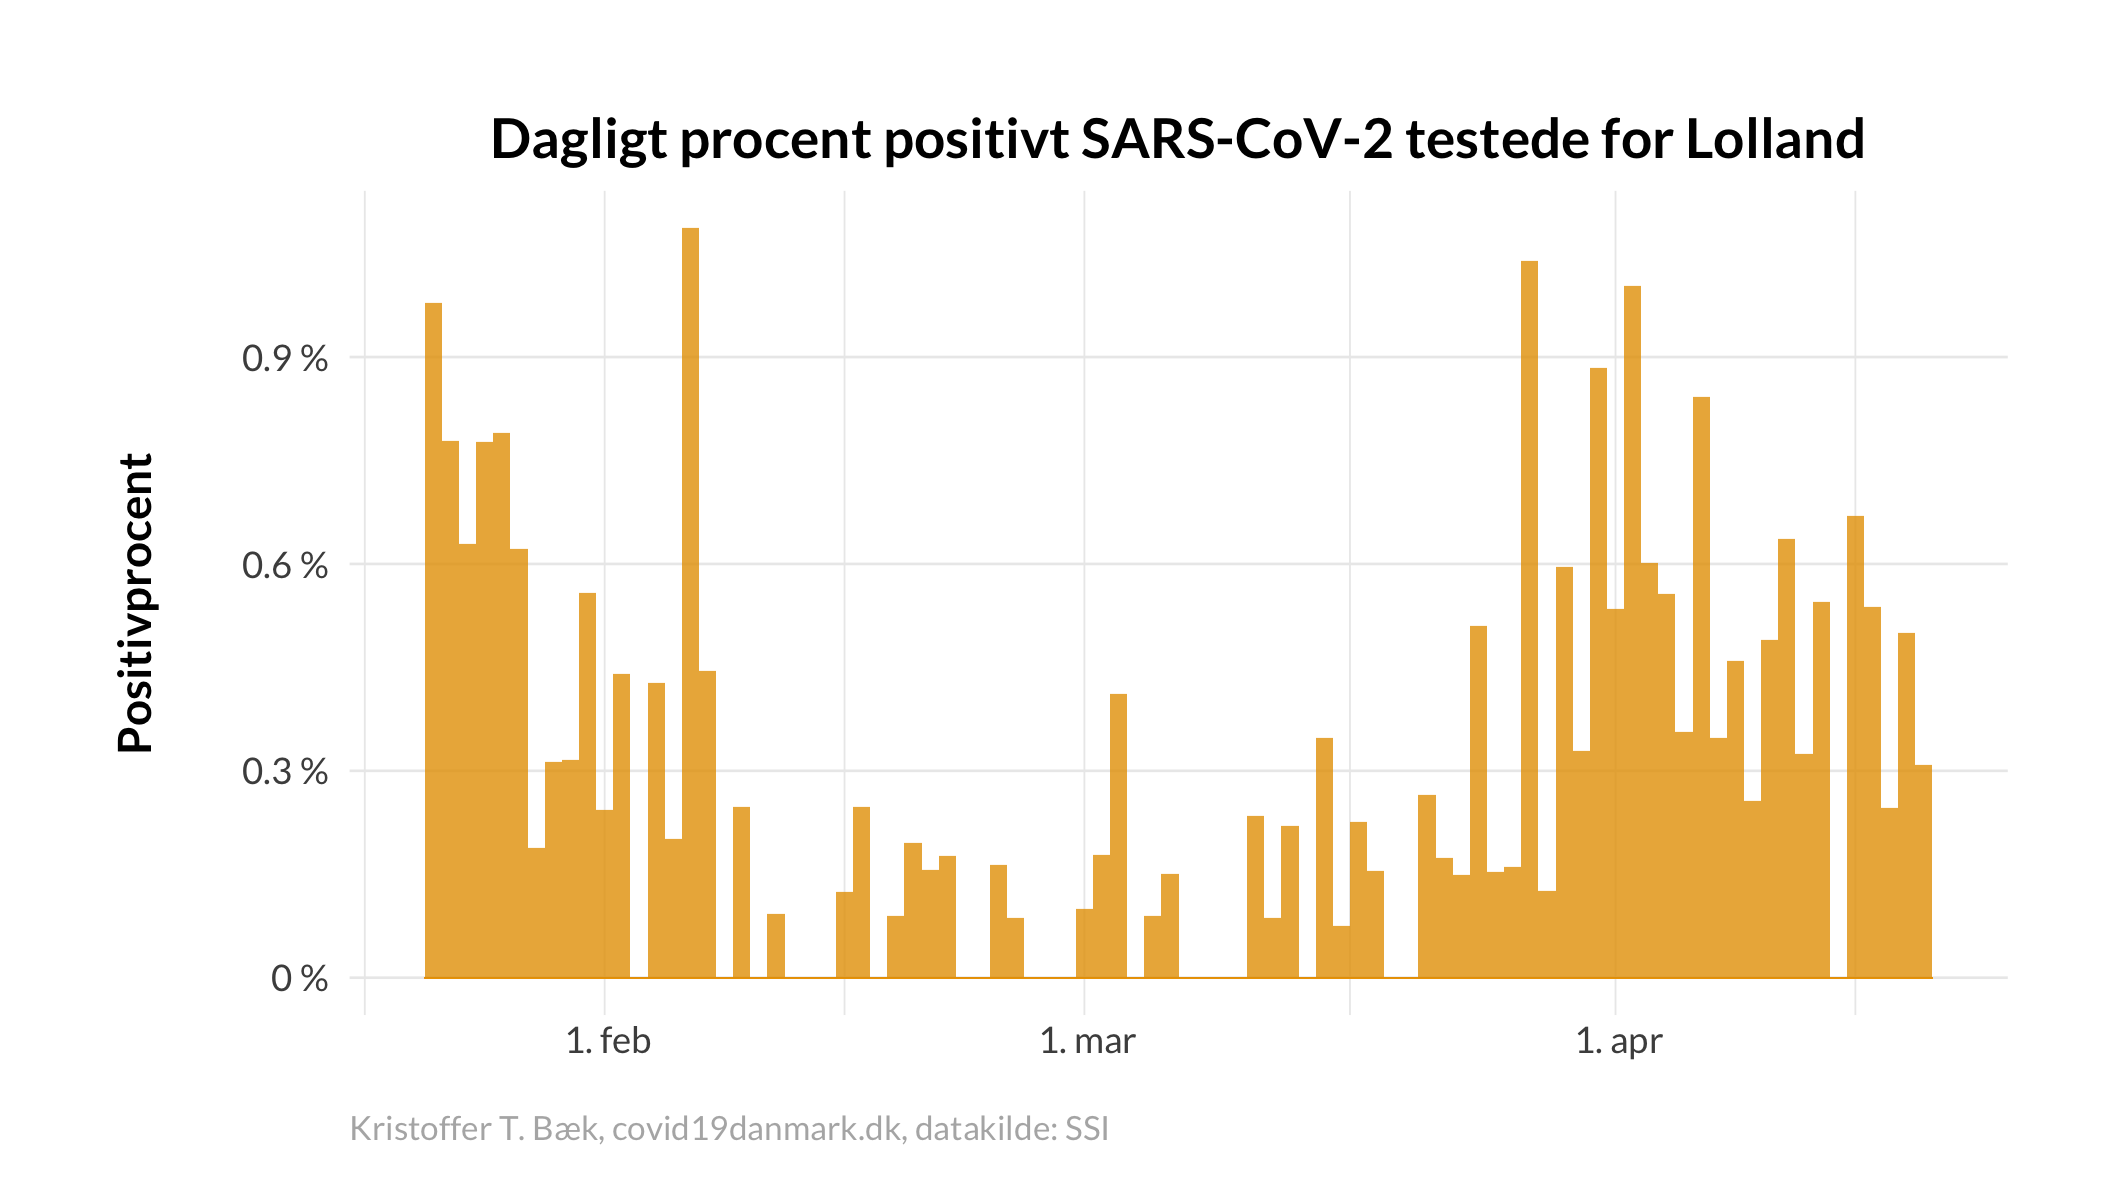 Dagligt procent positivt SARS-CoV-2 testede for Lolland
Positivprocent
0.9 %
0.6 %
0.3 %
0 %
1. feb
1. mar
1. apr
Kristoffer T. Bæk, covid19danmark.dk, datakilde: SSI